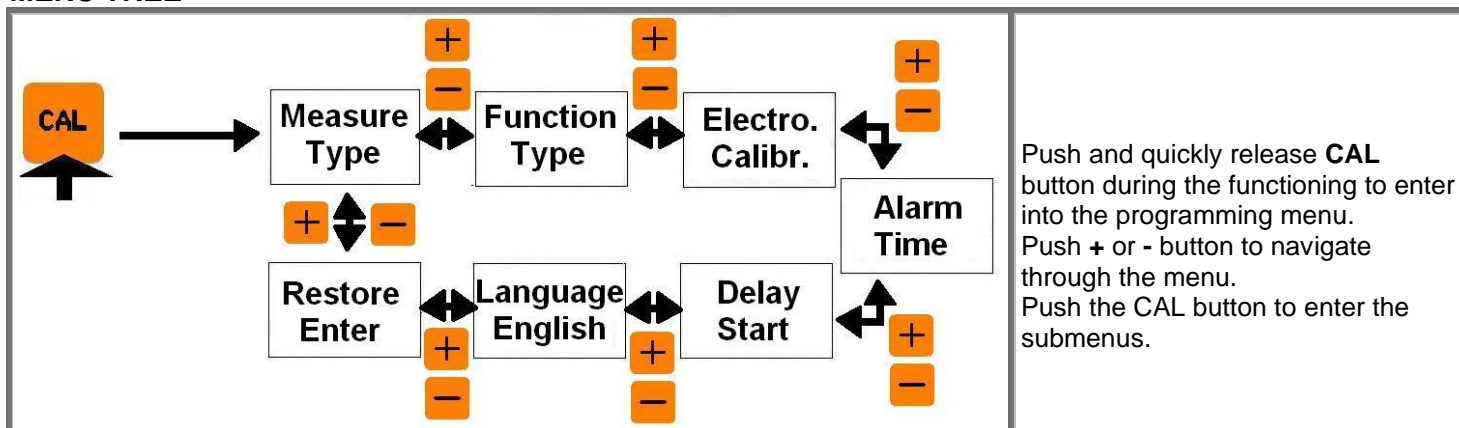 CAL
+
-
+
-
+
-
Measure
Type
Function
Type
Electro.
Calibr.
Alarm
Time
+
-
Restore
Enter
Language
English
Delay
Start
+
-
+
-
+
-
Push and quickly release CAL
button during the functioning to enter
into the programming menu.
Push + or - button to navigate
through the menu.
Push the CAL button to enter the
submenus.